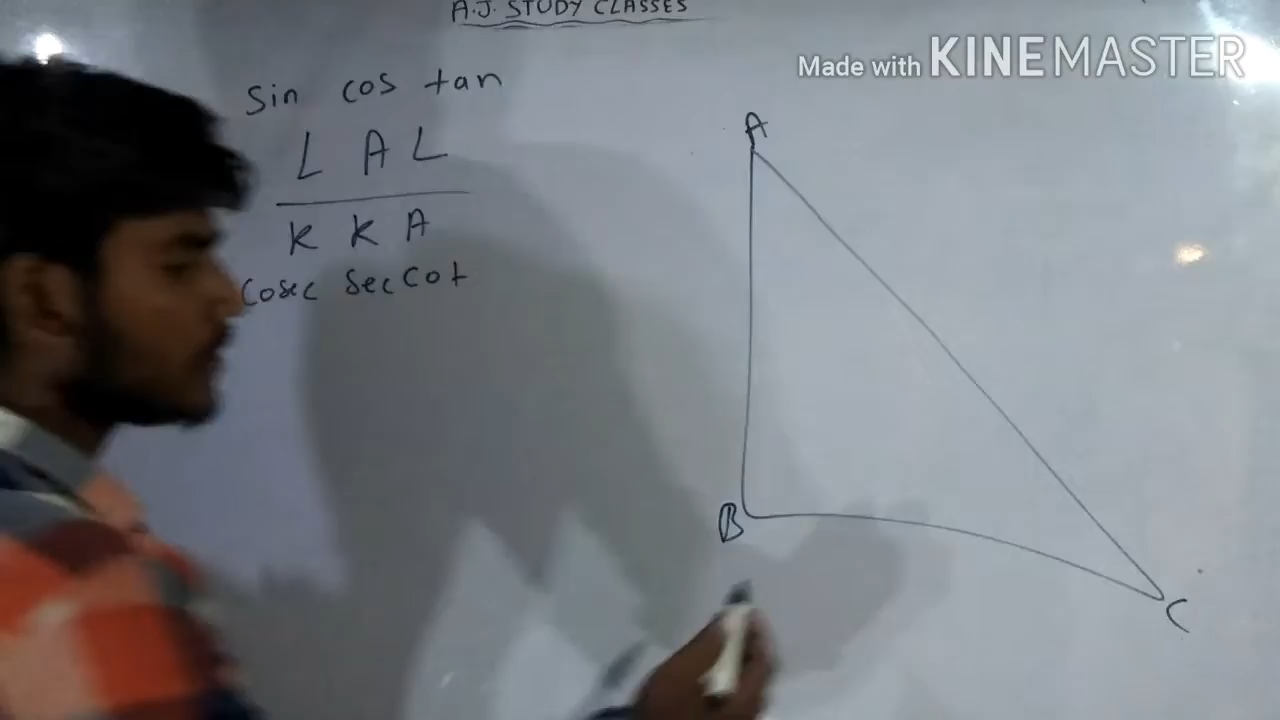 A.J. STUDY CLASSES
Made with KINEMASTER
Sin cos tan
L A L
K K A
Cosec Sec Cot
A
B
C